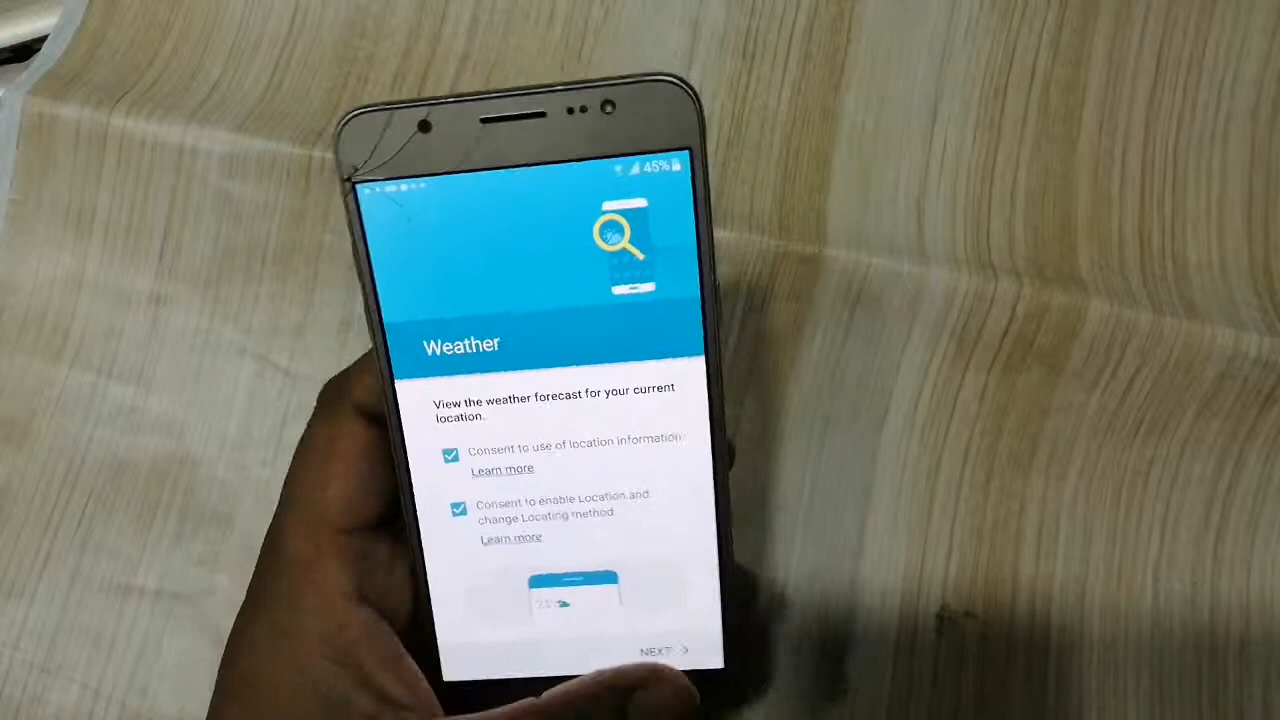 45%
Weather
View the weather forecast for your current
location.
Consent to use of location information
Learn more
Consent to enable Location and
change Locating method
Learn more
21°
NEXT